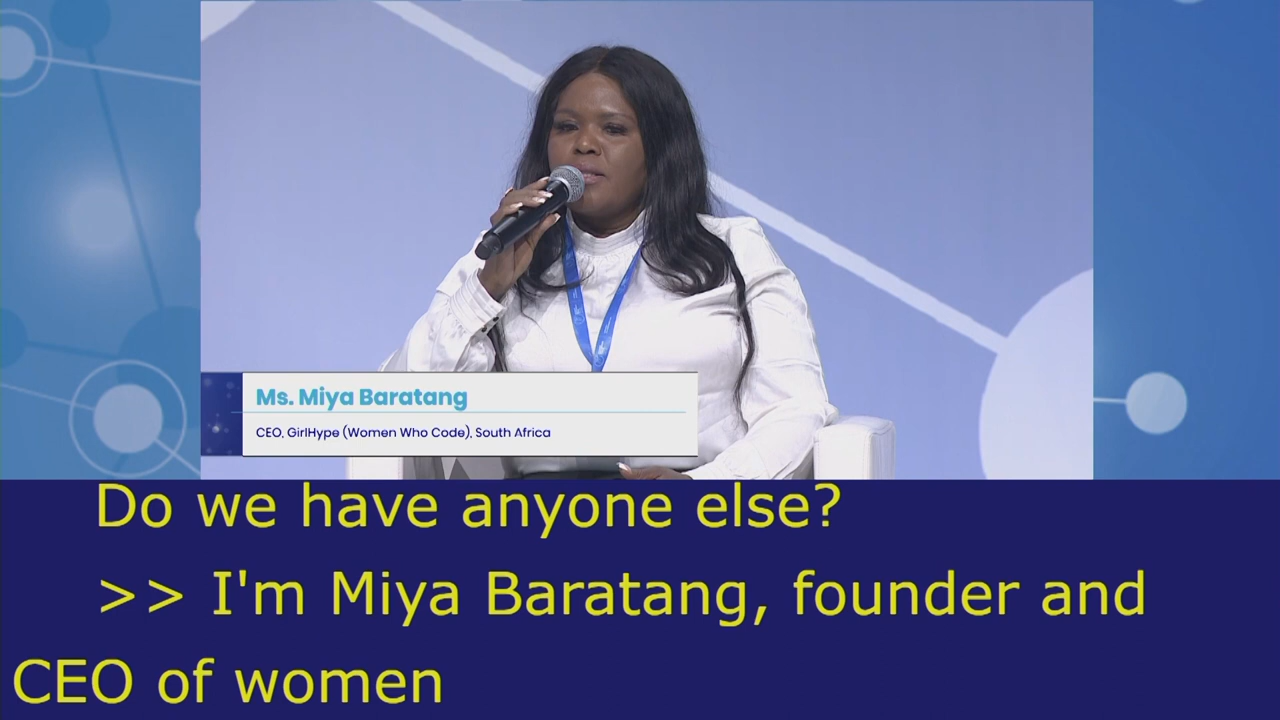 Ms. Miya Baratang
CEO, GirlHype (Women Who Code), South Africa
Do we have anyone else?
>> I'm Miya Baratang, founder and
CEO of women